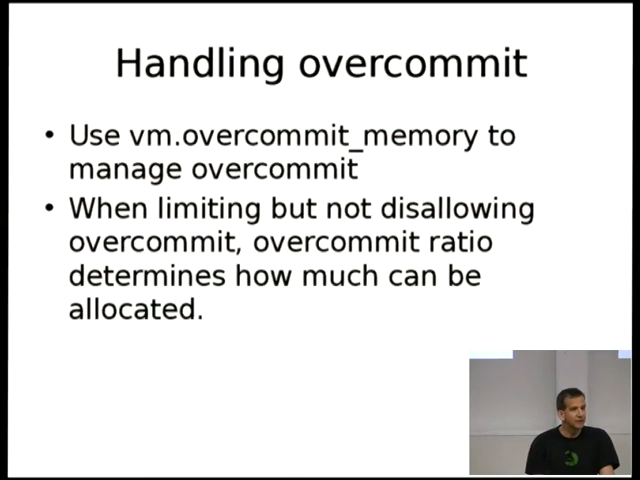 Handling overcommit
• Use vm.overcommit_memory to
manage overcommit
• When limiting but not disallowing
overcommit, overcommit ratio
determines how much can be
allocated.